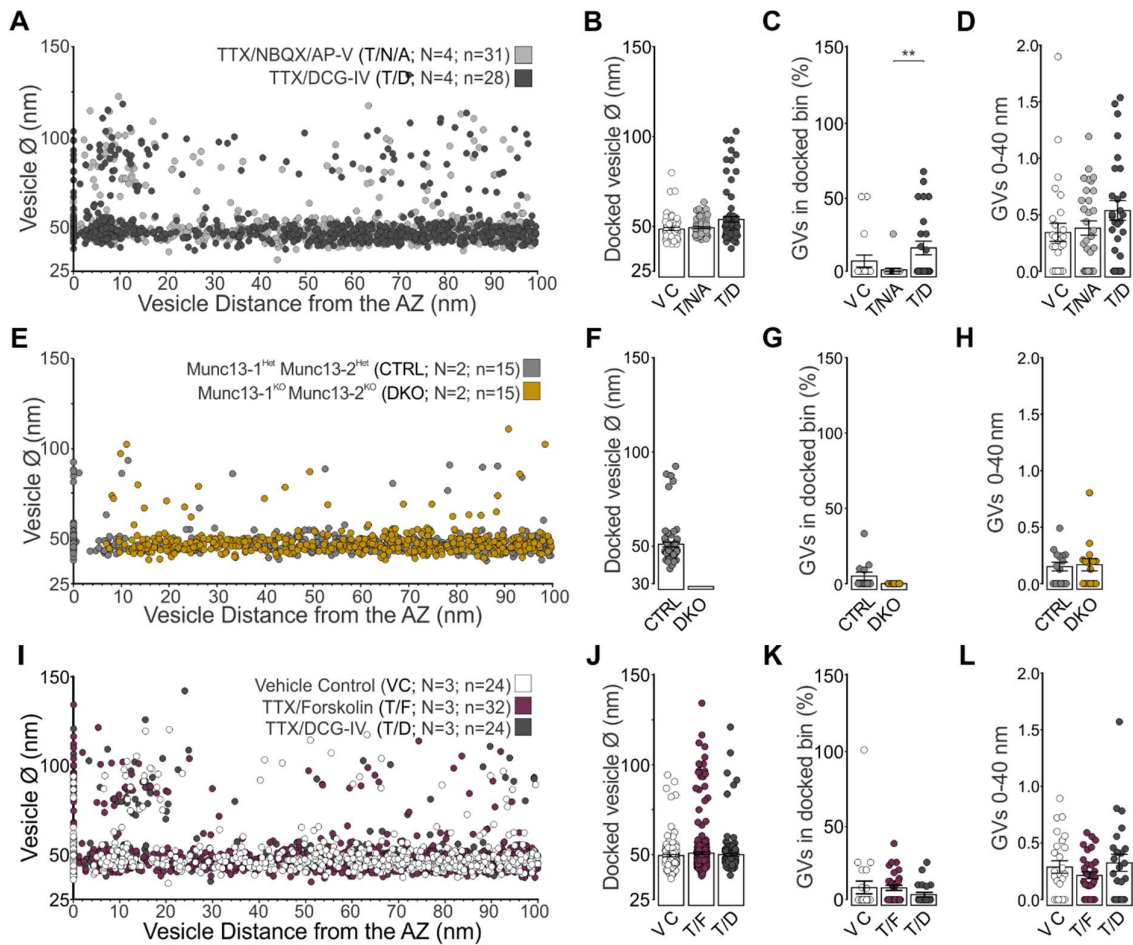 A
TTX/NBQX/AP-V (T/N/A; N=4; n=31)
TTX/DCG-IV (T/D; N=4; n=28)
Vesicle Ø (nm)
150
100
50
25
0 10 20 30 40 50 60 70 80 90 100
Vesicle Distance from the AZ (nm)
B
Docked vesicle Ø (nm)
150
100
50
25
V C T/N/A T/D
C
GVs in docked bin (%)
**
150
100
50
0
V C T/N/A T/D
D
GVs 0-40 nm
2.0
1.5
1.0
0.5
0.0
V C T/N/A T/D
E
Munc13-1Het Munc13-2Het (CTRL; N=2; n=15)
Munc13-1KO Munc13-2KO (DKO; N=2; n=15)
Vesicle Ø (nm)
150
100
50
25
0 10 20 30 40 50 60 70 80 90 100
Vesicle Distance from the AZ (nm)
F
Docked vesicle Ø (nm)
150
100
50
30
CTRL DKO
G
GVs in docked bin (%)
150
100
50
0
CTRL DKO
H
GVs 0-40 nm
2.0
1.5
1.0
0.5
0.0
CTRL DKO
I
Vehicle Control (VC; N=3; n=24)
TTX/Forskolin (T/F; N=3; n=32)
TTX/DCG-IV (T/D; N=3; n=24)
Vesicle Ø (nm)
150
100
50
25
0 10 20 30 40 50 60 70 80 90 100
Vesicle Distance from the AZ (nm)
J
Docked vesicle Ø (nm)
150
100
50
25
V C T/F T/D
K
GVs in docked bin (%)
150
100
50
0
V C T/F T/D
L
GVs 0-40 nm
2.0
1.5
1.0
0.5
0.0
V C T/F T/D